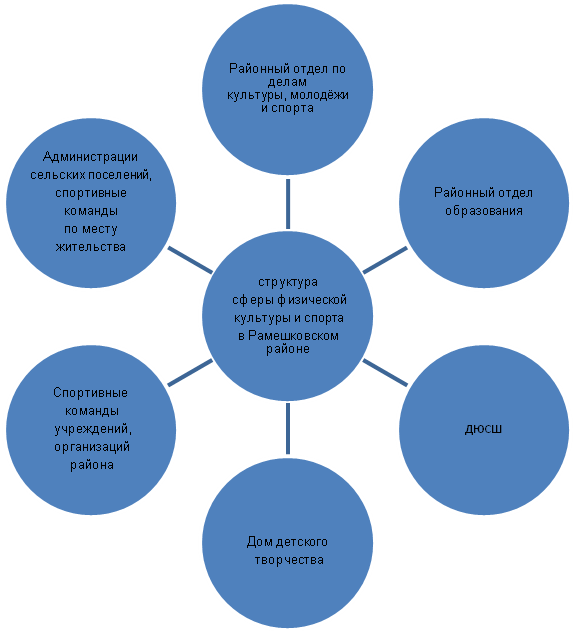 Районный отдел по
делам
культуры, молодёжи
и спорта
Администрации
сельских поселений,
спортивные
команды
по месту
жительства
Районный отдел
образования
структура
сферы физической
культуры и спорта
в Рамешковском
районе
Спортивные
команды
учреждений,
организаций
района
ДЮСШ
Дом детского
творчества